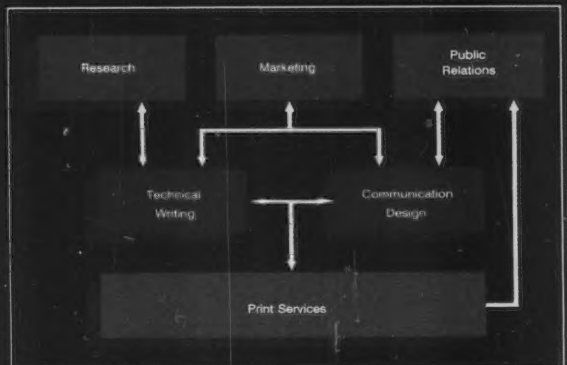 Research
Marketing
Public
Relations
Technical
Writing
Communication
Design
Print Services